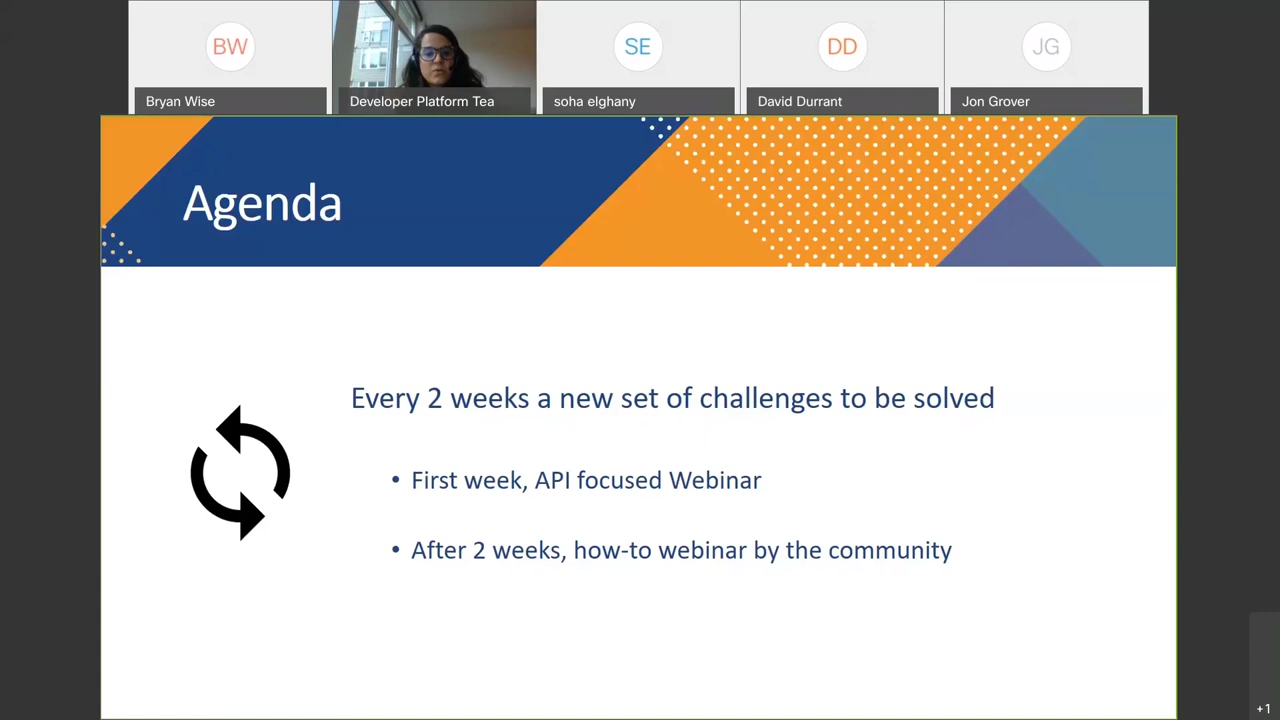 BW
SE
DD
JG
Bryan Wise
Developer Platform Tea
soha elghany
David Durrant
Jon Grover
Agenda
Every 2 weeks a new set of challenges to be solved
• First week, API focused Webinar
• After 2 weeks, how-to webinar by the community
+1